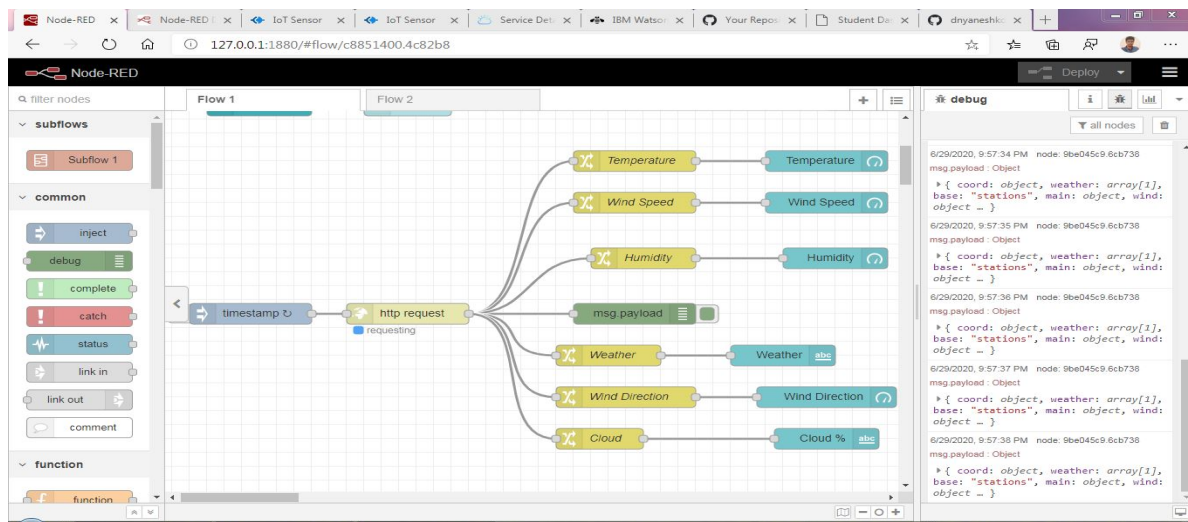 Node-RED
Node-RED
IoT Sensor
IoT Sensor
Service Det
IBM Watson
Your Repos
Student Da
dnyaneshk
127.0.0.1:1880/#flow/c8851400.4c82b8
Node-RED
Deploy
filter nodes
Flow 1
Flow 2
debug
all nodes
subflows
Subflow 1
common
inject
debug
complete
catch
status
link in
link out
comment
function
function
timestamp ↻
http request
requesting
Temperature
Temperature
Wind Speed
Wind Speed
Humidity
Humidity
msg.payload
Weather
Weather abc
Wind Direction
Wind Direction
Cloud
Cloud % abc
6/29/2020, 9:57:34 PM node: 9be045c9.6cb738
msg.payload : Object
{ coord: object, weather: array[1],
base: "stations", main: object, wind:
object … }
6/29/2020, 9:57:35 PM node: 9be045c9.6cb738
msg.payload : Object
{ coord: object, weather: array[1],
base: "stations", main: object, wind:
object … }
6/29/2020, 9:57:36 PM node: 9be045c9.6cb738
msg.payload : Object
{ coord: object, weather: array[1],
base: "stations", main: object, wind:
object … }
6/29/2020, 9:57:37 PM node: 9be045c9.6cb738
msg.payload : Object
{ coord: object, weather: array[1],
base: "stations", main: object, wind:
object … }
6/29/2020, 9:57:38 PM node: 9be045c9.6cb738
msg.payload : Object
{ coord: object, weather: array[1],
base: "stations", main: object, wind:
object … }